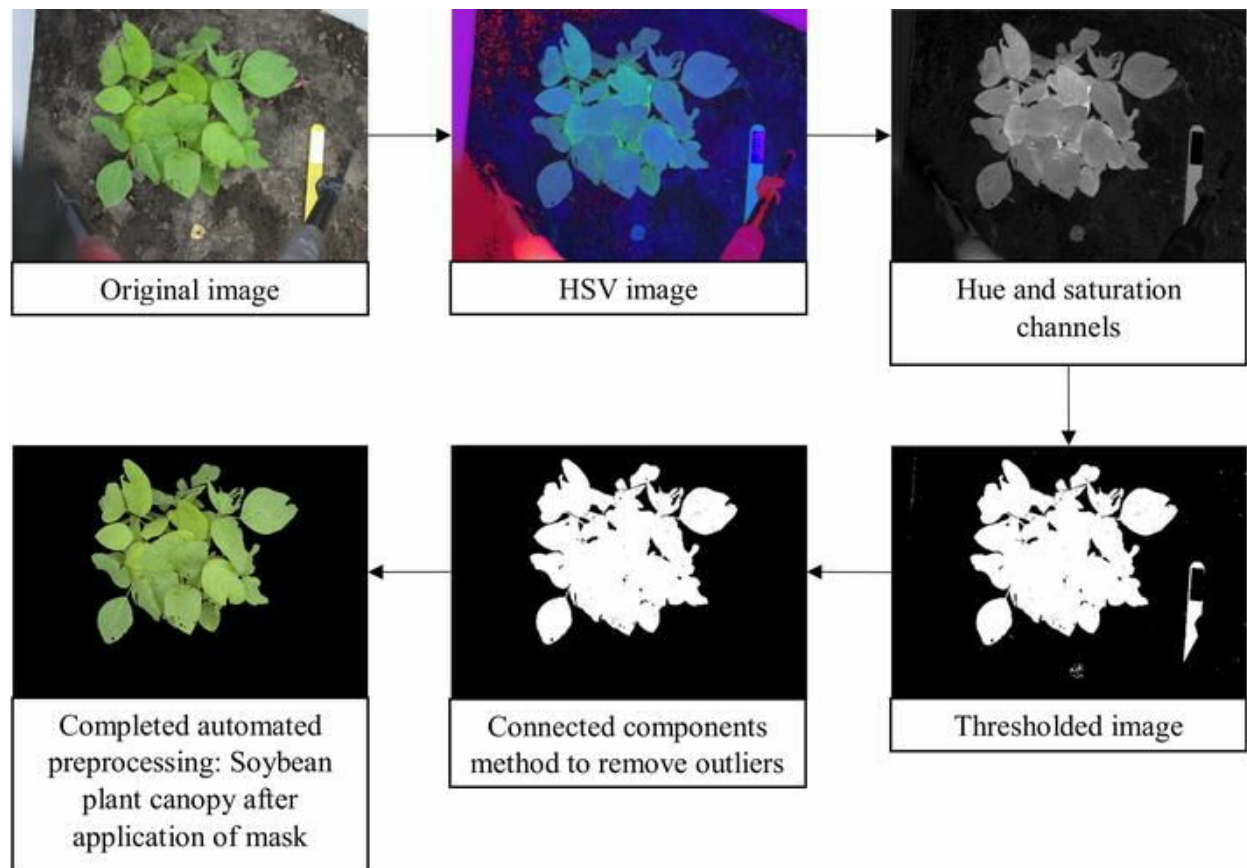 Original image
HSV image
Hue and saturation
channels
Thresholded image
Connected components
method to remove outliers
Completed automated
preprocessing: Soybean
plant canopy after
application of mask